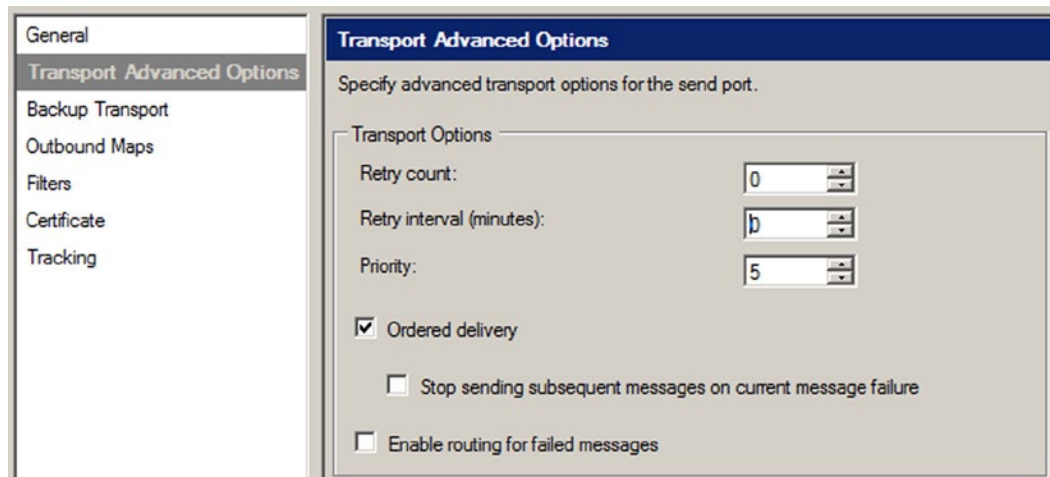 General
Transport Advanced Options
Backup Transport
Outbound Maps
Filters
Certificate
Tracking
Transport Advanced Options
Specify advanced transport options for the send port.
Transport Options
Retry count: 0
Retry interval (minutes): 0
Priority: 5
Ordered delivery
Stop sending subsequent messages on current message failure
Enable routing for failed messages